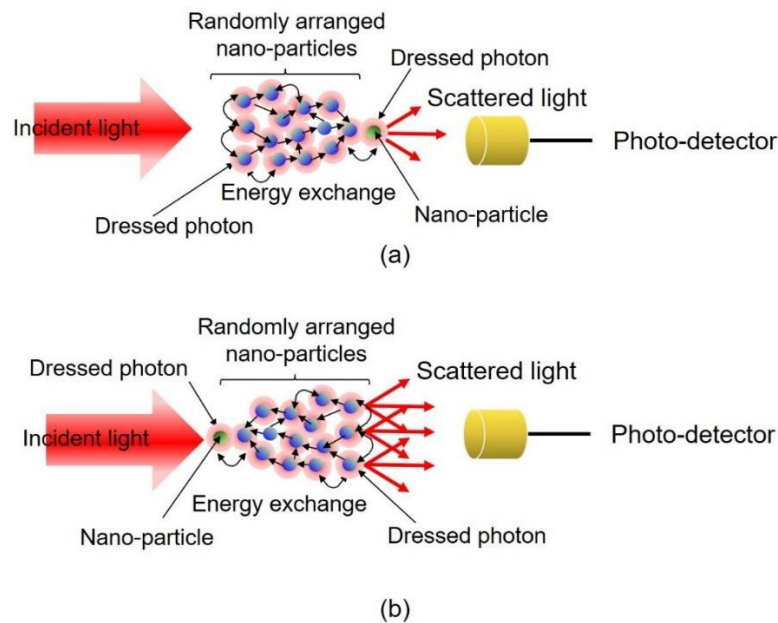 Randomly arranged
nano-particles
Dressed photon
Scattered light
Incident light
Photo-detector
Energy exchange
Dressed photon
Nano-particle
(a)
Randomly arranged
nano-particles
Dressed photon
Scattered light
Incident light
Photo-detector
Energy exchange
Nano-particle
Dressed photon
(b)